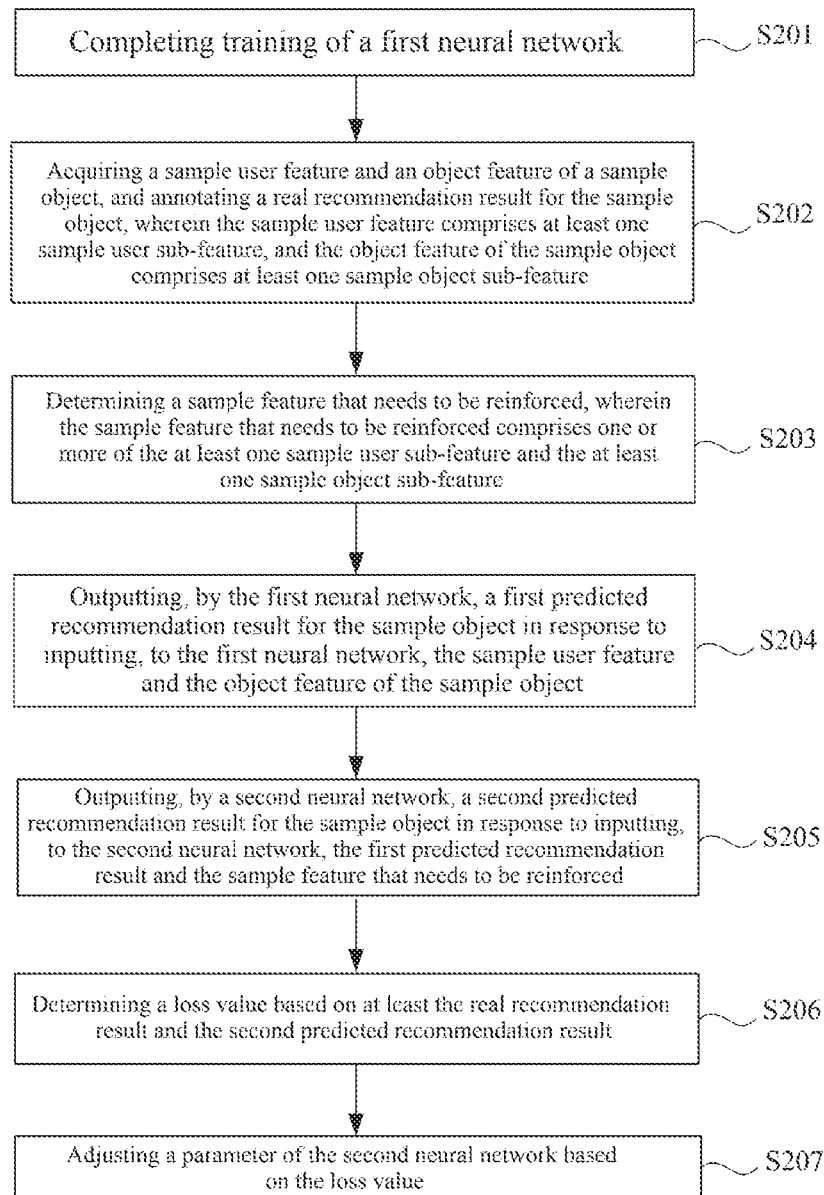 Completing training of a first neural network
S201
Acquiring a sample user feature and an object feature of a sample
object, and annotating a real recommendation result for the sample
object, wherein the sample user feature comprises at least one
sample user sub-feature, and the object feature of the sample object
comprises at least one sample object sub-feature
S202
Determining a sample feature that needs to be reinforced, wherein
the sample feature that needs to be reinforced comprises one or
more of the at least one sample user sub-feature and the at least
one sample object sub-feature
S203
Outputting, by the first neural network, a first predicted
recommendation result for the sample object in response to
inputting, to the first neural network, the sample user feature
and the object feature of the sample object
S204
Outputting, by a second neural network, a second predicted
recommendation result for the sample object in response to inputting,
to the second neural network, the first predicted recommendation
result and the sample feature that needs to be reinforced
S205
Determining a loss value based on at least the real recommendation
result and the second predicted recommendation result
S206
Adjusting a parameter of the second neural network based
on the loss value
S207